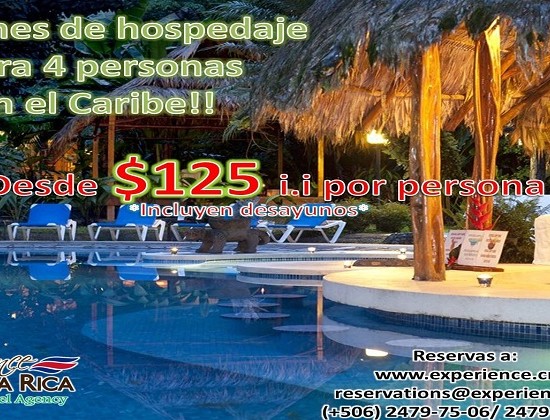 nes de hospedaje
ra 4 personas
n el Caribe!!
Desde $125 i.i por persona
*Incluyen desayunos*
nce
A RICA
el Agency
Reservas a:
www.experience.cr
reservations@experien
(+506) 2479-75-06/ 2479